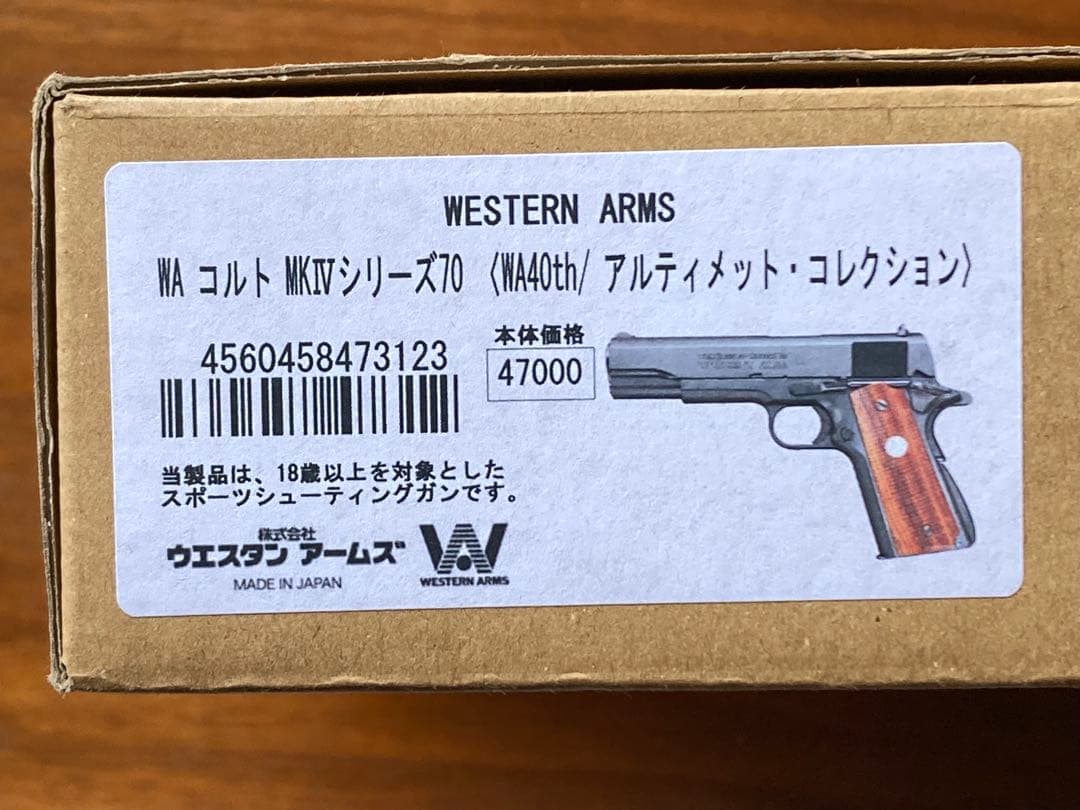 WESTERN ARMS
WA コルト MKⅣシリーズ70 〈WA40th/ アルティメット・コレクション〉
本体価格
4560458473123
47000
当製品は、18歳以上を対象とした
スポーツシューティングガンです。
株式会社
ウエスタン アームズ
MADE IN JAPAN
WESTERN ARMS